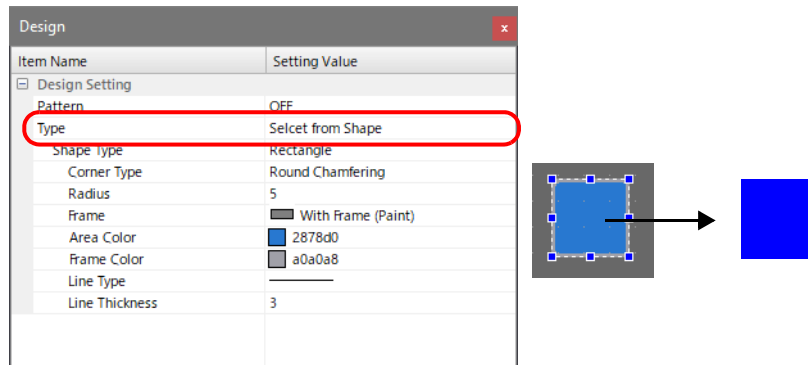 Design
x
Item Name Setting Value
Design Setting
Pattern OFF
Type Selcet from Shape
Shape Type Rectangle
Corner Type Round Chamfering
Radius 5
Frame With Frame (Paint)
Area Color 2878d0
Frame Color a0a0a8
Line Type
Line Thickness 3